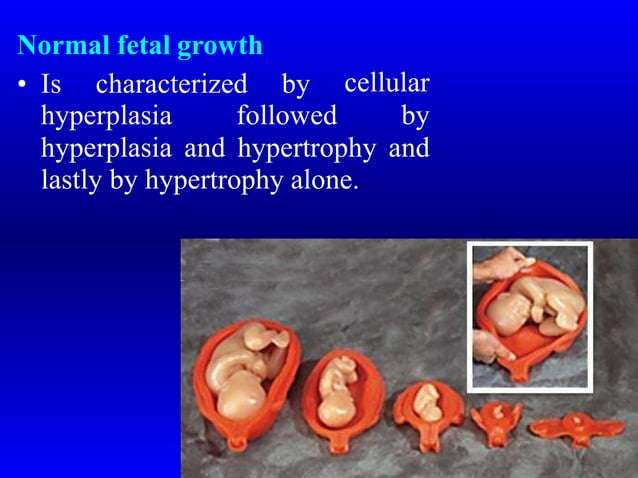 Normal fetal growth
• Is characterized by cellular
hyperplasia followed by
hyperplasia and hypertrophy and
lastly by hypertrophy alone.